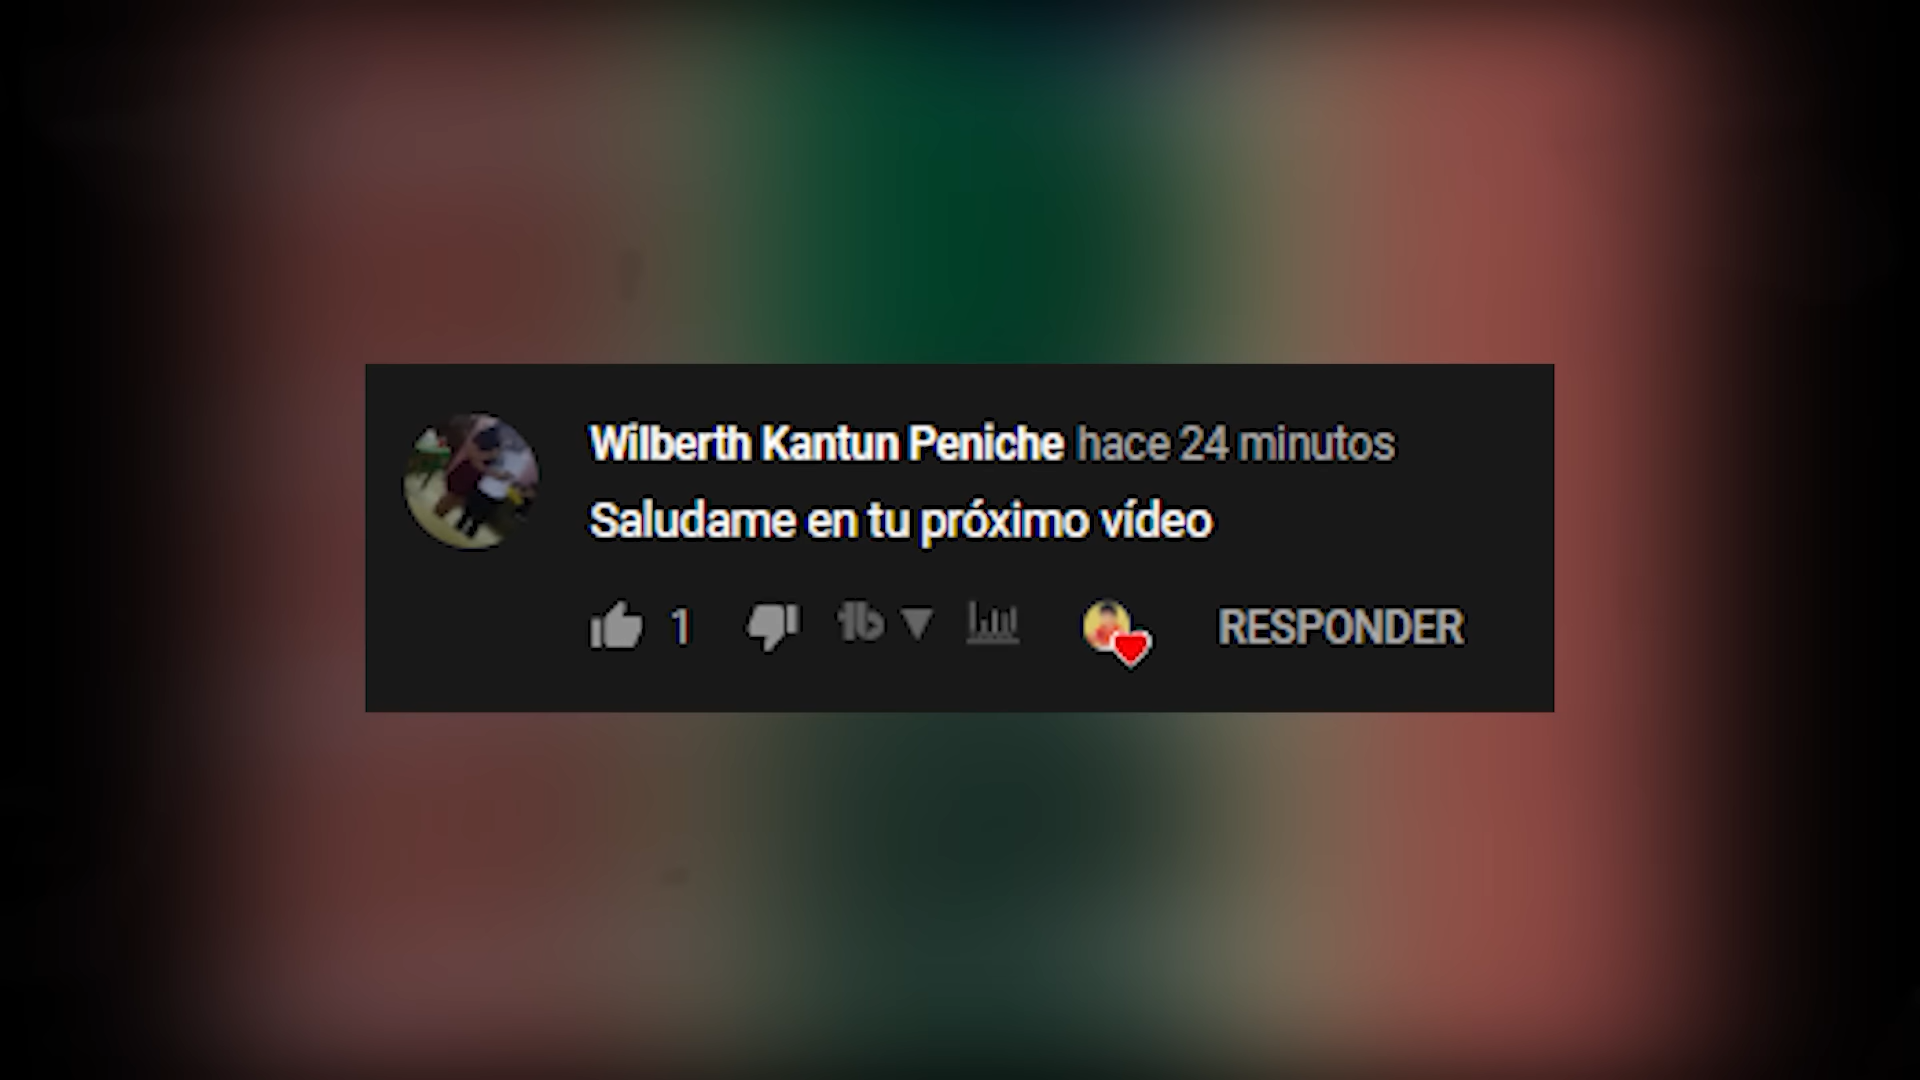 Wilberth Kantun Peniche hace 24 minutos
Saludame en tu próximo vídeo
1 RESPONDER